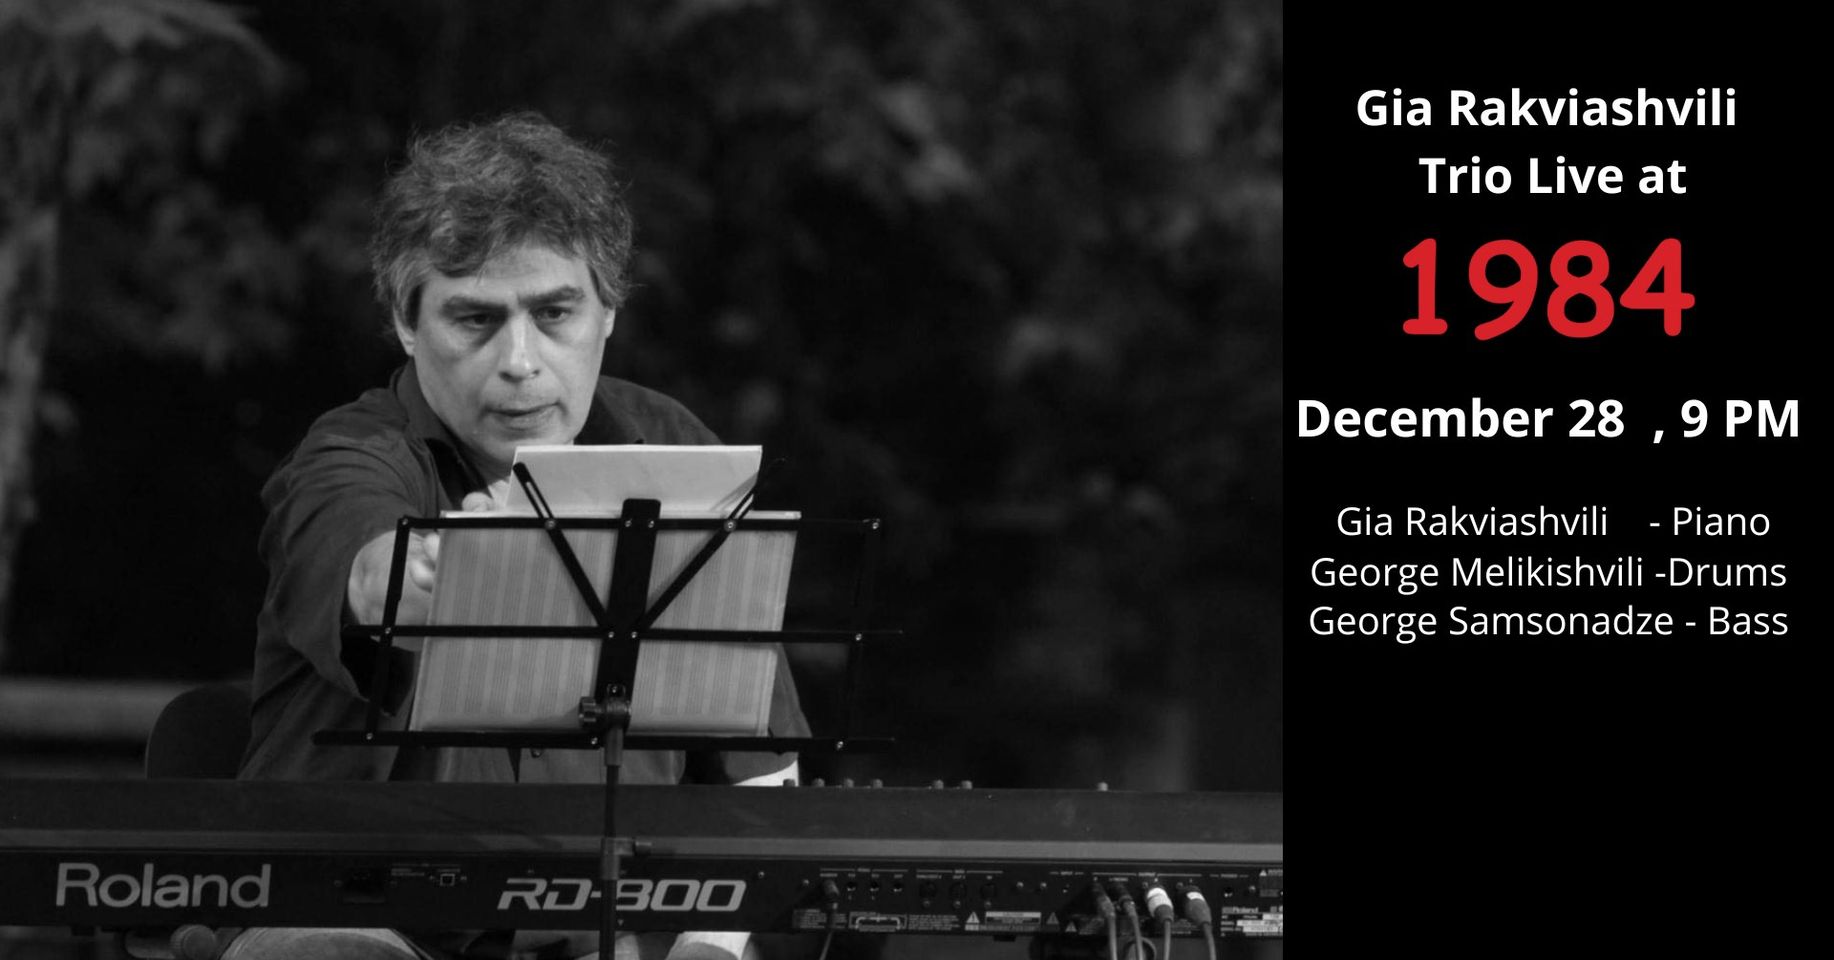 Gia Rakviashvili
Trio Live at
1984
December 28 , 9 PM
Gia Rakviashvili - Piano
George Melikishvili -Drums
George Samsonadze - Bass
Roland
RD-800